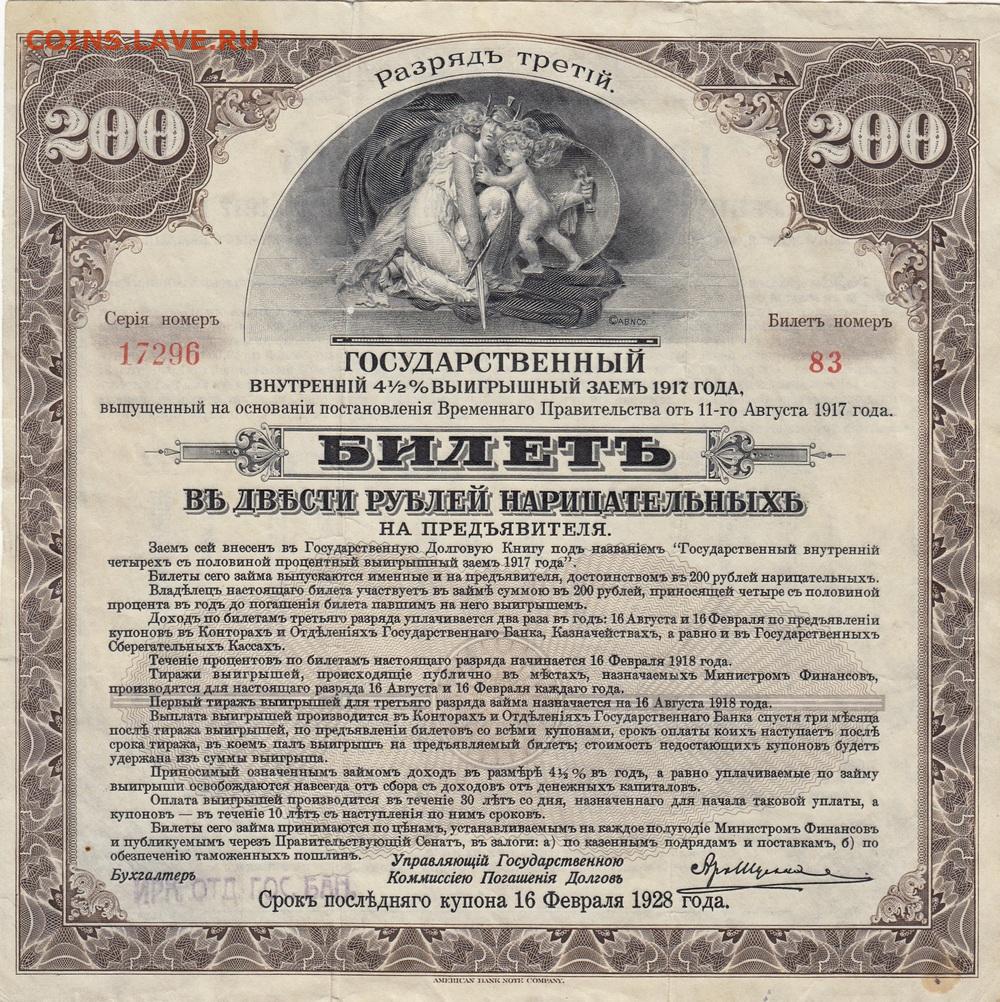 COINS.LAVE.RU
Разрядъ третій.
200
200
©A.B.N.Co.
Серія номеръ
Билетъ номеръ
17296
83
ГОСУДАРСТВЕННЫЙ
ВНУТРЕННІЙ 4½% ВЫИГРЫШНЫЙ ЗАЕМЪ 1917 ГОДА,
выпущенный на основаніи постановленія Временнаго Правительства отъ 11-го Августа 1917 года.
БИЛЕТЪ
ВЪ ДВѢСТИ РУБЛЕЙ НАРИЦАТЕЛЬНЫХЪ
НА ПРЕДЪЯВИТЕЛЯ.
Заемъ сей внесенъ въ Государственную Долговую Книгу подъ названіемъ “Государственный внутренній
четырехъ съ половиной процентный выигрышный заемъ 1917 года”.
Билеты сего займа выпускаются именные и на предъявителя, достоинствомъ въ 200 рублей нарицательныхъ.
Владѣлецъ настоящаго билета участвуетъ въ займѣ суммою въ 200 рублей, приносящей четыре съ половиной
процента въ годъ до погашенія билета павшимъ на него выигрышемъ.
Доходъ по билетамъ третьяго разряда уплачивается два раза въ годъ: 16 Августа и 16 Февраля по предъявленіи
купоновъ въ Конторахъ и Отдѣленіяхъ Государственнаго Банка, Казначействахъ, а равно и въ Государственныхъ
Сберегательныхъ Кассахъ.
Теченіе процентовъ по билетамъ настоящаго разряда начинается 16 Февраля 1918 года.
Тиражи выигрышей, происходящіе публично въ мѣстахъ, назначаемыхъ Министромъ Финансовъ,
производятся для настоящаго разряда 16 Августа и 16 Февраля каждаго года.
Первый тиражъ выигрышей для третьяго разряда займа назначается на 16 Августа 1918 года.
Выплата выигрышей производится въ Конторахъ и Отдѣленіяхъ Государственнаго Банка спустя три мѣсяца
послѣ тиража выигрышей, по предъявленіи билетовъ со всѣми купонами, срокъ оплаты коихъ наступаетъ послѣ
срока тиража, въ коемъ палъ выигрышъ на предъявляемый билетъ; стоимость недостающихъ купоновъ будетъ
удержана изъ суммы выигрыша.
Приносимый означеннымъ займомъ доходъ въ размѣрѣ 4½% въ годъ, а равно уплачиваемые по займу
выигрыши освобождаются навсегда отъ сбора съ доходовъ отъ денежныхъ капиталовъ.
Оплата выигрышей производится въ теченіе 30 лѣтъ со дня, назначеннаго для начала таковой уплаты, а
купоновъ — въ теченіе 10 лѣтъ съ наступленія по нимъ сроковъ.
Билеты сего займа принимаются по цѣнамъ, устанавливаемымъ на каждое полугодіе Министромъ Финансовъ
и публикуемымъ черезъ Правительствующій Сенатъ, въ залоги: а) по казеннымъ подрядамъ и поставкамъ, б) по
обезпеченію таможенныхъ пошлинъ.
Управляющій Государственною
Бухгалтеръ
Коммиссіею Погашенія Долговъ
ИРК. ОТД. ГОС. БАН.
Срокъ послѣдняго купона 16 Февраля 1928 года.
AMERICAN BANK NOTE COMPANY.